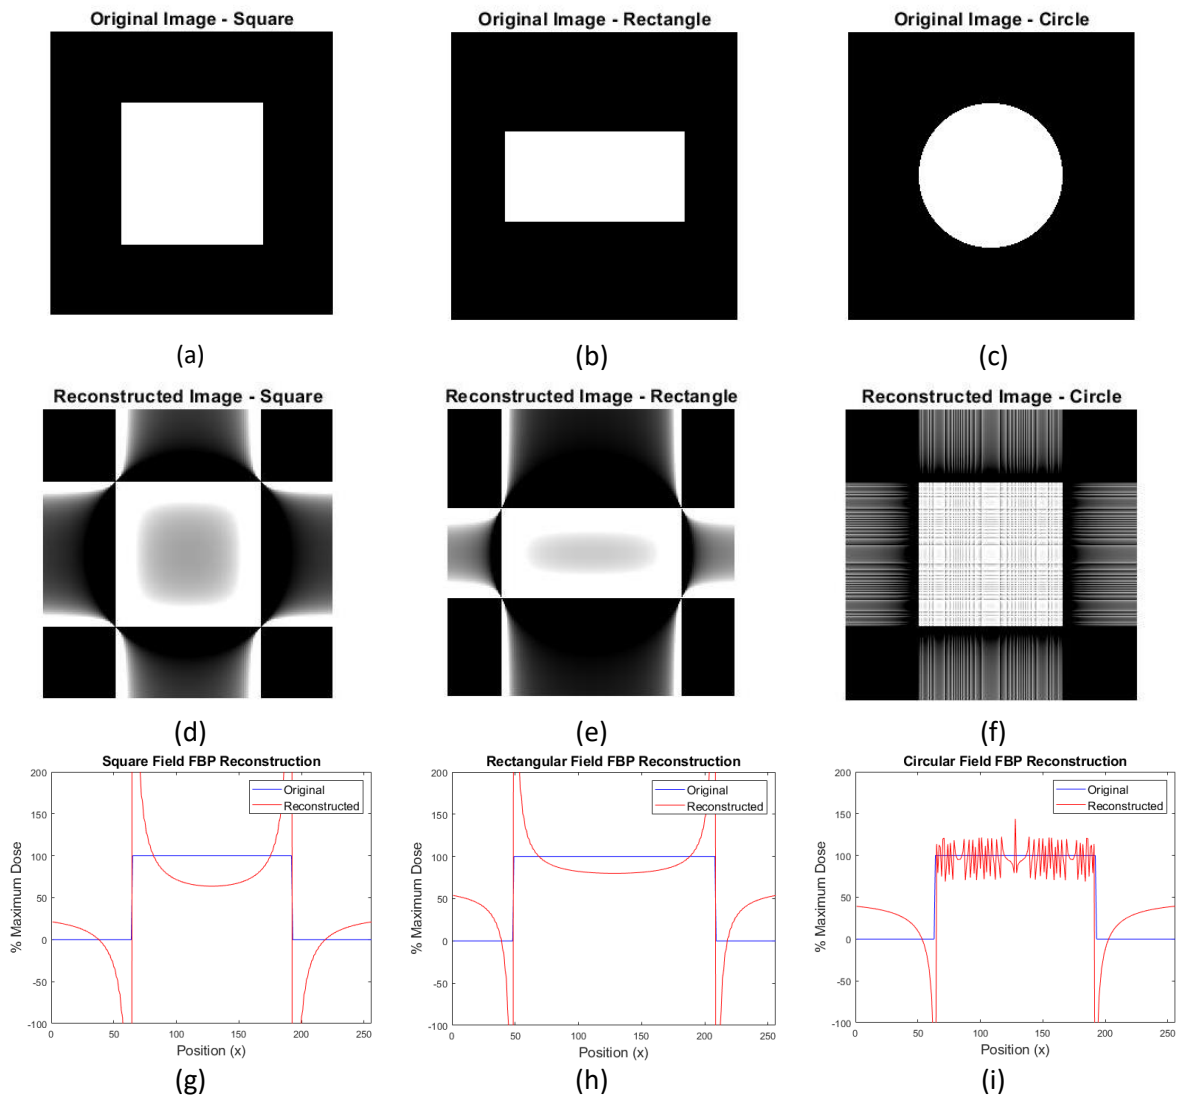 Original Image - Square
Original Image - Rectangle
Original Image - Circle
(a)
(b)
(c)
Reconstructed Image - Square
Reconstructed Image - Rectangle
Reconstructed Image - Circle
(d)
(e)
(f)
Square Field FBP Reconstruction
200
150
100
50
0
-50
-100
% Maximum Dose
Original
Reconstructed
0
50
100
150
200
250
Position (x)
(g)
Rectangular Field FBP Reconstruction
200
150
100
50
0
-50
-100
% Maximum Dose
Original
Reconstructed
0
50
100
150
200
250
Position (x)
(h)
Circular Field FBP Reconstruction
200
150
100
50
0
-50
-100
% Maximum Dose
Original
Reconstructed
0
50
100
150
200
250
Position (x)
(i)